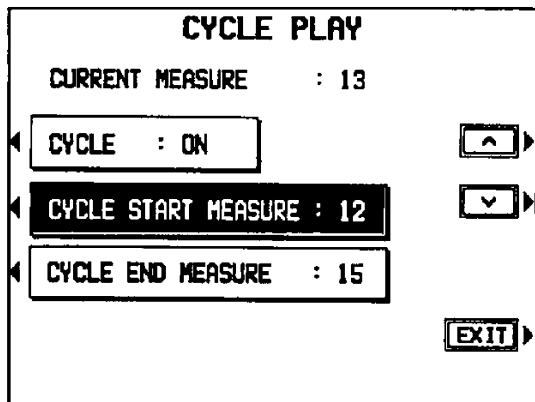 CYCLE PLAY
CURRENT MEASURE : 13
CYCLE : ON
CYCLE START MEASURE : 12
CYCLE END MEASURE : 15
EXIT